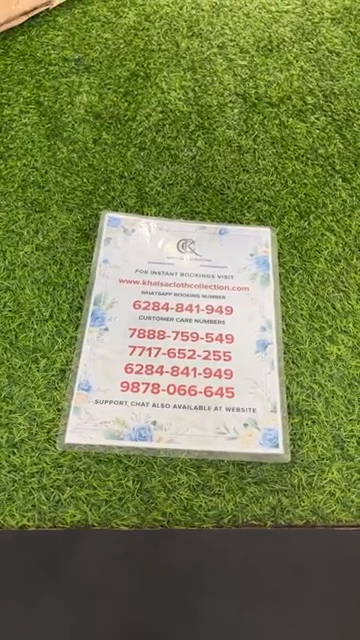 CK
FOR INSTANT BOOKINGS VISIT
www.khalsaclothcollection.com
WHATSAPP BOOKING NUMBER
6284-841-949
CUSTOMER CARE NUMBERS
7888-759-549
7717-652-255
6284-841-949
9878-066-645
SUPPORT CHAT ALSO AVAILABLE AT WEBSITE